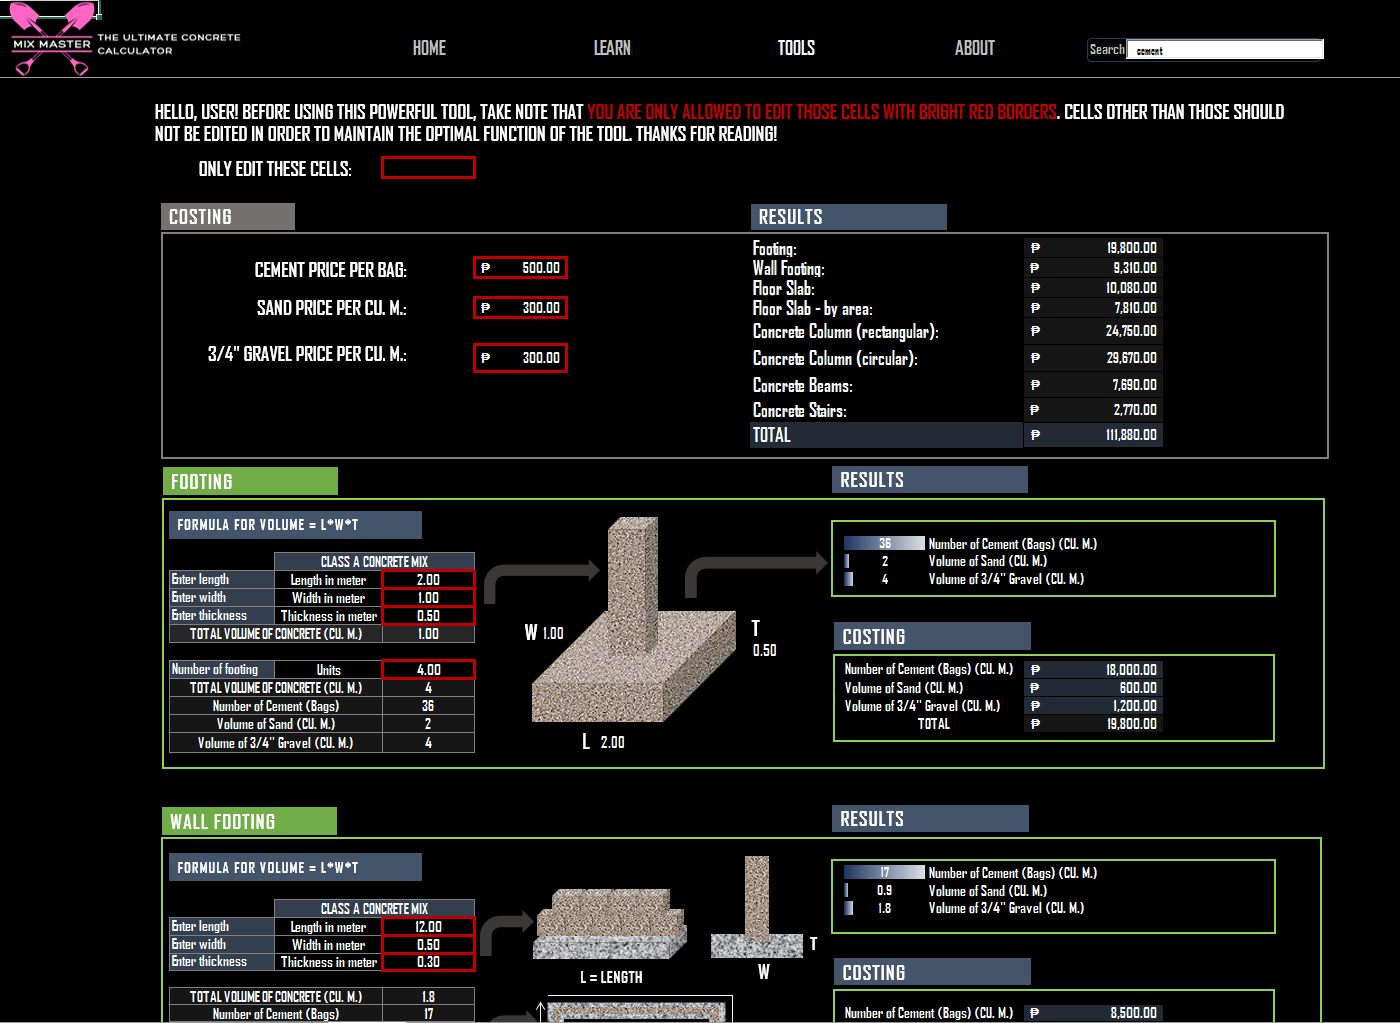 MIX MASTER
THE ULTIMATE CONCRETE
CALCULATOR
HOME
LEARN
TOOLS
ABOUT
Search cement
HELLO, USER! BEFORE USING THIS POWERFUL TOOL, TAKE NOTE THAT YOU ARE ONLY ALLOWED TO EDIT THOSE CELLS WITH BRIGHT RED BORDERS. CELLS OTHER THAN THOSE SHOULD
NOT BE EDITED IN ORDER TO MAINTAIN THE OPTIMAL FUNCTION OF THE TOOL. THANKS FOR READING!
ONLY EDIT THESE CELLS:
COSTING
CEMENT PRICE PER BAG: ₱ 500.00
SAND PRICE PER CU. M.: ₱ 300.00
3/4" GRAVEL PRICE PER CU. M.: ₱ 300.00
RESULTS
Footing: ₱ 19,800.00
Wall Footing: ₱ 9,310.00
Floor Slab: ₱ 10,080.00
Floor Slab - by area: ₱ 7,810.00
Concrete Column (rectangular): ₱ 24,750.00
Concrete Column (circular): ₱ 29,670.00
Concrete Beams: ₱ 7,690.00
Concrete Stairs: ₱ 2,770.00
TOTAL ₱ 111,880.00
FOOTING
FORMULA FOR VOLUME = L*W*T
CLASS A CONCRETE MIX
Enter length Length in meter 2.00
Enter width Width in meter 1.00
Enter thickness Thickness in meter 0.50
TOTAL VOLUME OF CONCRETE (CU. M.) 1.00
Number of footing Units 4.00
TOTAL VOLUME OF CONCRETE (CU. M.) 4
Number of Cement (Bags) 36
Volume of Sand (CU. M.) 2
Volume of 3/4" Gravel (CU. M.) 4
W 1.00
T
0.50
L 2.00
RESULTS
36 Number of Cement (Bags) (CU. M.)
2 Volume of Sand (CU. M.)
4 Volume of 3/4" Gravel (CU. M.)
COSTING
Number of Cement (Bags) (CU. M.) ₱ 18,000.00
Volume of Sand (CU. M.) ₱ 600.00
Volume of 3/4" Gravel (CU. M.) ₱ 1,200.00
TOTAL ₱ 19,800.00
WALL FOOTING
FORMULA FOR VOLUME = L*W*T
CLASS A CONCRETE MIX
Enter length Length in meter 12.00
Enter width Width in meter 0.50
Enter thickness Thickness in meter 0.30
TOTAL VOLUME OF CONCRETE (CU. M.) 1.8
Number of Cement (Bags) 17
L = LENGTH
T
W
RESULTS
17 Number of Cement (Bags) (CU. M.)
0.9 Volume of Sand (CU. M.)
1.8 Volume of 3/4" Gravel (CU. M.)
COSTING
Number of Cement (Bags) (CU. M.) ₱ 8,500.00